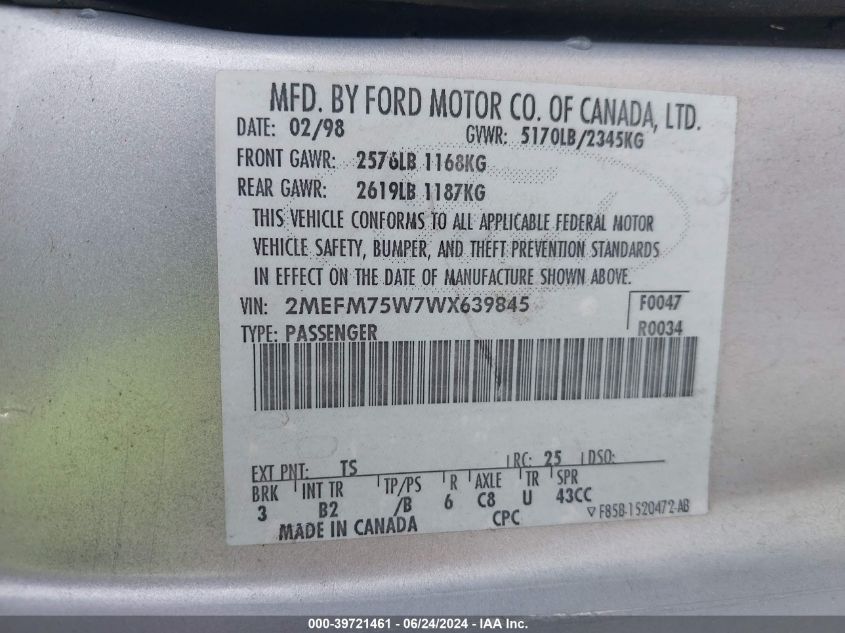 MFD. BY FORD MOTOR CO. OF CANADA, LTD.
DATE: 02/98 GVWR: 5170LB/2345KG
FRONT GAWR: 2576LB 1168KG
REAR GAWR: 2619LB 1187KG
THIS VEHICLE CONFORMS TO ALL APPLICABLE FEDERAL MOTOR
VEHICLE SAFETY, BUMPER, AND THEFT PREVENTION STANDARDS
IN EFFECT ON THE DATE OF MANUFACTURE SHOWN ABOVE.
VIN: 2MEFM75W7WX639845 F0047
TYPE: PASSENGER R0034
EXT PNT: TS RC: 25 DSO:
BRK INT TR TP/PS R AXLE TR SPR
3 B2 /B 6 C8 U 43CC
MADE IN CANADA CPC ▽F85B-1520472-AB
000-39721461 - 06/24/2024 - IAA Inc.